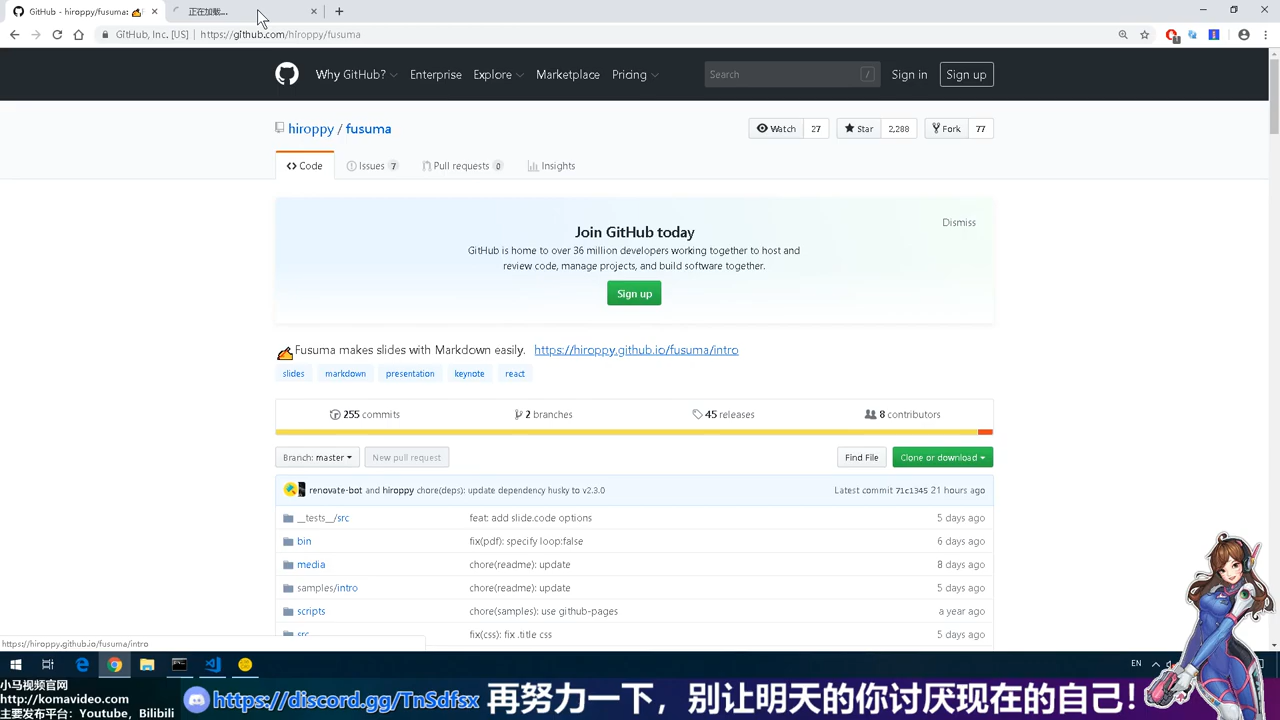 GitHub - hiroppy/fusuma:
正在加载...
GitHub, Inc. [US] https://github.com/hiroppy/fusuma
Why GitHub? Enterprise Explore Marketplace Pricing Search / Sign in Sign up
hiroppy / fusuma
Watch 27 Star 2,288 Fork 77
Code Issues 7 Pull requests 0 Insights
Dismiss
Join GitHub today
GitHub is home to over 36 million developers working together to host and
review code, manage projects, and build software together.
Sign up
Fusuma makes slides with Markdown easily. https://hiroppy.github.io/fusuma/intro
slides markdown presentation keynote react
255 commits 2 branches 45 releases 8 contributors
Branch: master New pull request Find File Clone or download
renovate-bot and hiroppy chore(deps): update dependency husky to v2.3.0 Latest commit 71c1345 21 hours ago
__tests__/src feat: add slide.code options 5 days ago
bin fix(pdf): specify loop:false 6 days ago
media chore(readme): update 8 days ago
samples/intro chore(readme): update 5 days ago
scripts chore(samples): use github-pages a year ago
src fix(css): fix .title css 5 days ago
https://hiroppy.github.io/fusuma/intro
EN
小马视频官网
http://komavideo.com
主要发布平台: Youtube, Bilibili
https://discord.gg/TnSdfsx 再努力一下，别让明天的你讨厌现在的自己!